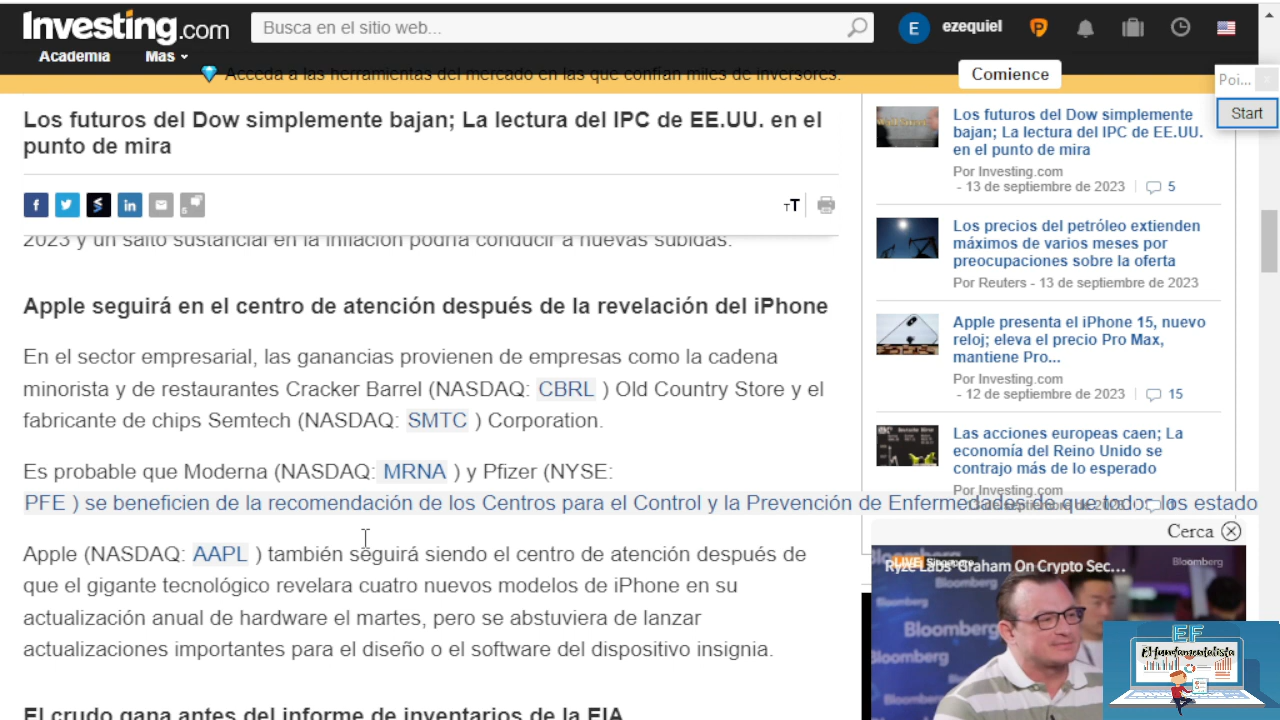 Investing.com
Busca en el sitio web...
E
ezequiel
Academia
Mas
Acceda a las herramientas del mercado en las que confían miles de inversores.
Comience
Poi...
Start
Los futuros del Dow simplemente bajan; La lectura del IPC de EE.UU. en el
punto de mira
2023 y un salto sustancial en la inflación podría conducir a nuevas subidas.
Apple seguirá en el centro de atención después de la revelación del iPhone
En el sector empresarial, las ganancias provienen de empresas como la cadena
minorista y de restaurantes Cracker Barrel (NASDAQ: CBRL ) Old Country Store y el
fabricante de chips Semtech (NASDAQ: SMTC ) Corporation.
Es probable que Moderna (NASDAQ: MRNA ) y Pfizer (NYSE:
PFE ) se beneficien de la recomendación de los Centros para el Control y la Prevención de Enfermedades de que todos los estado
Apple (NASDAQ: AAPL ) también seguirá siendo el centro de atención después de
que el gigante tecnológico revelara cuatro nuevos modelos de iPhone en su
actualización anual de hardware el martes, pero se abstuviera de lanzar
actualizaciones importantes para el diseño o el software del dispositivo insignia.
El crudo gana antes del informe de inventarios de la EIA
Los futuros del Dow simplemente
bajan; La lectura del IPC de EE.UU.
en el punto de mira
Por Investing.com
- 13 de septiembre de 2023 5
Los precios del petróleo extienden
máximos de varios meses por
preocupaciones sobre la oferta
Por Reuters - 13 de septiembre de 2023
Apple presenta el iPhone 15, nuevo
reloj; eleva el precio Pro Max,
mantiene Pro...
Por Investing.com
- 12 de septiembre de 2023 15
Las acciones europeas caen; La
economía del Reino Unido se
contrajo más de lo esperado
Por Investing.com
Cerca
LIVE
Ryze Labs' Graham On Crypto Sec...
Bloomberg
Bloomberg
Bloomberg
EF
El fundamentalista